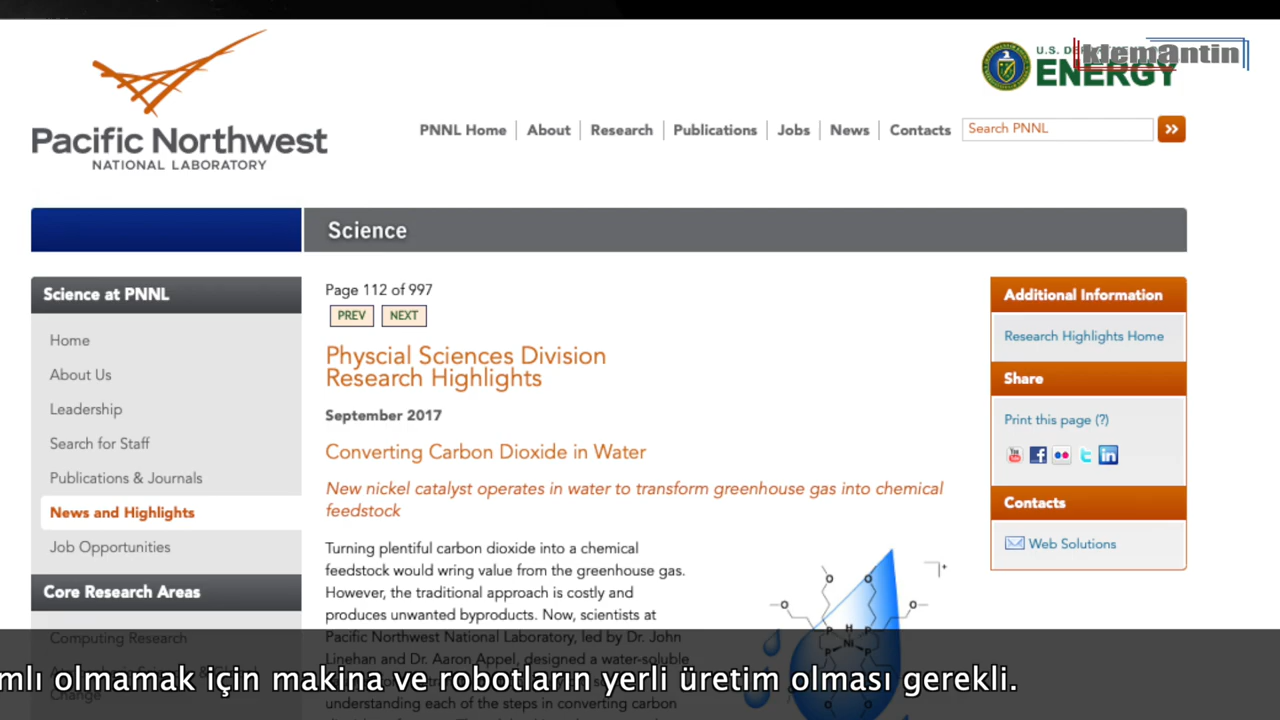 Pacific Northwest
NATIONAL LABORATORY
ENERGY
klemantin
PNNL Home
About
Research
Publications
Jobs
News
Contacts
Search PNNL
Science
Science at PNNL
Home
About Us
Leadership
Search for Staff
Publications & Journals
News and Highlights
Job Opportunities
Core Research Areas
Computing Research
Page 112 of 997
PREV
NEXT
Physcial Sciences Division
Research Highlights
September 2017
Converting Carbon Dioxide in Water
New nickel catalyst operates in water to transform greenhouse gas into chemical
feedstock
Turning plentiful carbon dioxide into a chemical
feedstock would wring value from the greenhouse gas.
However, the traditional approach is costly and
produces unwanted byproducts. Now, scientists at
Pacific Northwest National Laboratory, led by Dr. John
Linehan and Dr. Aaron Appel, designed a water-soluble
understanding each of the steps in converting carbon
Additional Information
Research Highlights Home
Share
Print this page (?)
Contacts
Web Solutions
olmamak için makina ve robotların yerli üretim olması gerekli.